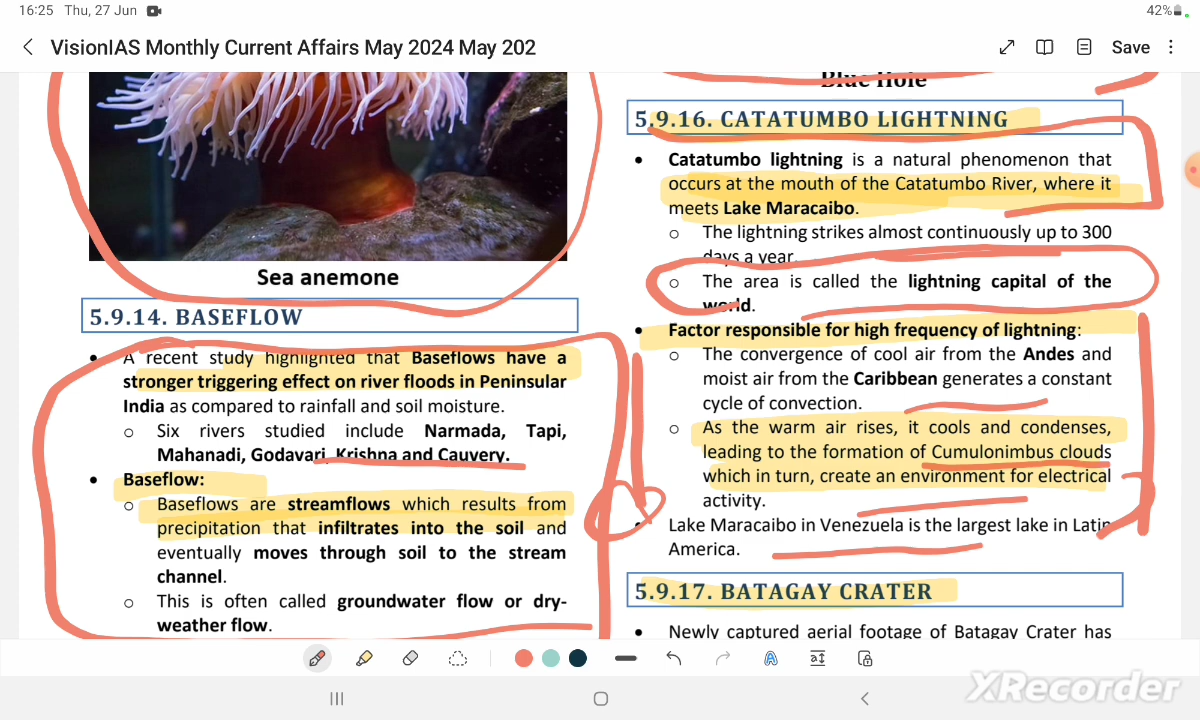 16:25 Thu, 27 Jun
42%
VisionIAS Monthly Current Affairs May 2024 May 202
Save
Sea anemone
5.9.14. BASEFLOW
• A recent study highlighted that Baseflows have a
stronger triggering effect on river floods in Peninsular
India as compared to rainfall and soil moisture.
o Six rivers studied include Narmada, Tapi,
Mahanadi, Godavari, Krishna and Cauvery.
• Baseflow:
o Baseflows are streamflows which results from
precipitation that infiltrates into the soil and
eventually moves through soil to the stream
channel.
o This is often called groundwater flow or dry-
weather flow.
Blue Hole
5.9.16. CATATUMBO LIGHTNING
• Catatumbo lightning is a natural phenomenon that
occurs at the mouth of the Catatumbo River, where it
meets Lake Maracaibo.
o The lightning strikes almost continuously up to 300
days a year.
o The area is called the lightning capital of the
world.
• Factor responsible for high frequency of lightning:
o The convergence of cool air from the Andes and
moist air from the Caribbean generates a constant
cycle of convection.
o As the warm air rises, it cools and condenses,
leading to the formation of Cumulonimbus clouds
which in turn, create an environment for electrical
activity.
• Lake Maracaibo in Venezuela is the largest lake in Latin
America.
5.9.17. BATAGAY CRATER
• Newly captured aerial footage of Batagay Crater has
XRecorder